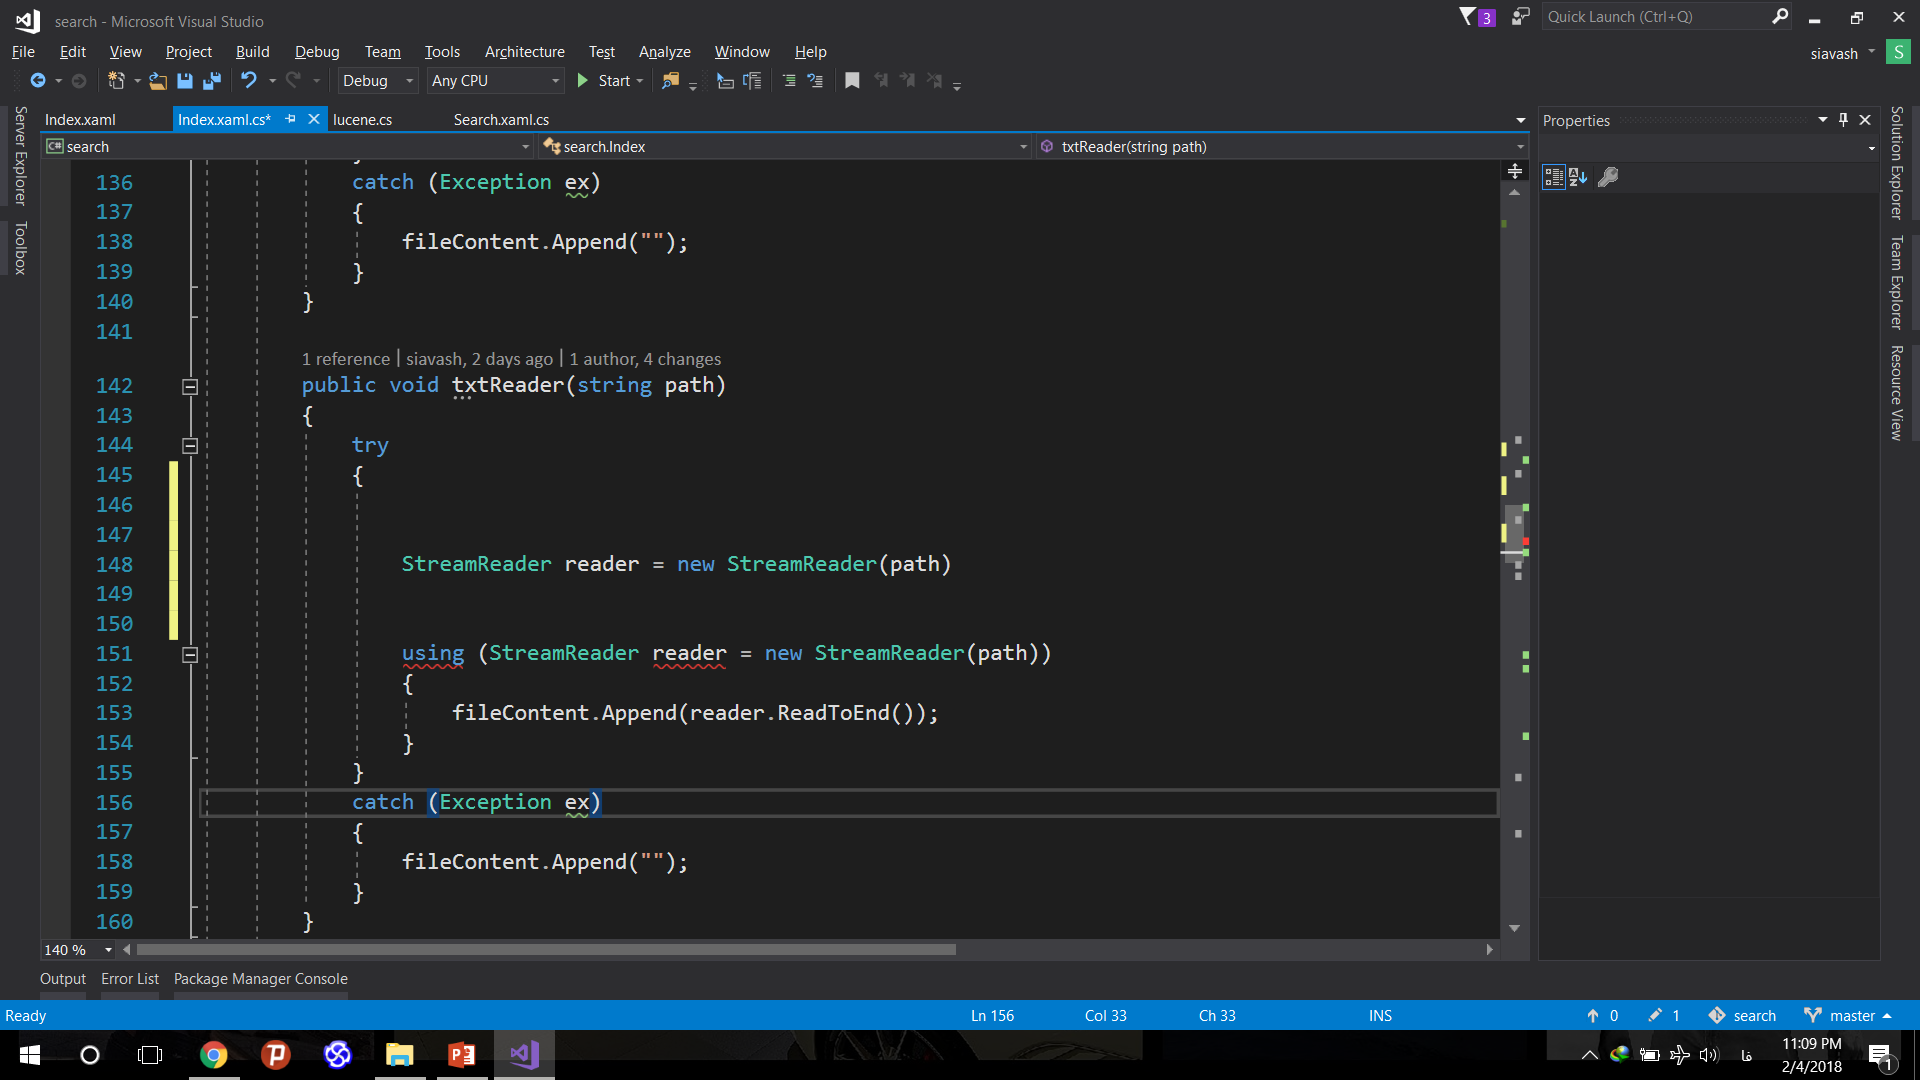 search - Microsoft Visual Studio
3
Quick Launch (Ctrl+Q)
File Edit View Project Build Debug Team Tools Architecture Test Analyze Window Help
siavash S
Debug Any CPU Start
Server Explorer
Toolbox
Index.xaml Index.xaml.cs* lucene.cs Search.xaml.cs
C# search search.Index txtReader(string path)
136 catch (Exception ex)
137 {
138 fileContent.Append("");
139 }
140 }
141
1 reference | siavash, 2 days ago | 1 author, 4 changes
142 public void txtReader(string path)
143 {
144 try
145 {
146
147
148 StreamReader reader = new StreamReader(path)
149
150
151 using (StreamReader reader = new StreamReader(path))
152 {
153 fileContent.Append(reader.ReadToEnd());
154 }
155 }
156 catch (Exception ex)
157 {
158 fileContent.Append("");
159 }
160 }
140 %
Properties
Solution Explorer
Team Explorer
Resource View
Output Error List Package Manager Console
Ready Ln 156 Col 33 Ch 33 INS 0 1 search master
فا
11:09 PM
2/4/2018
1